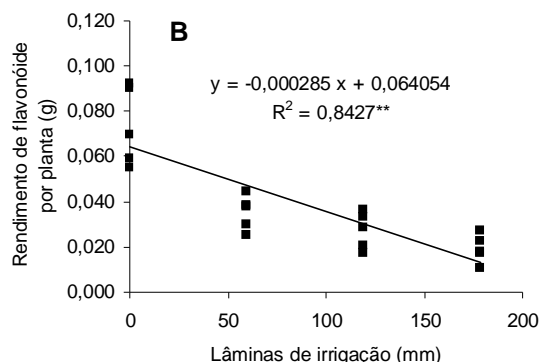 B
y = -0,000285 x + 0,064054
R² = 0,8427**
Rendimento de flavonóide
por planta (g)
0,120
0,100
0,080
0,060
0,040
0,020
0,000
0
50
100
150
200
Lâminas de irrigação (mm)